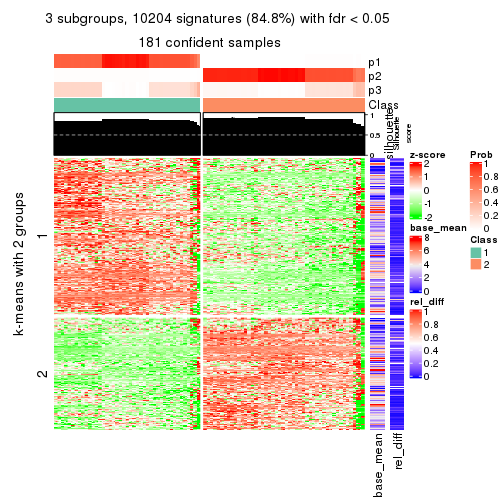 3 subgroups, 10204 signatures (84.8%) with fdr < 0.05
181 confident samples
p1
p2
p3
Class
1
0.5
0
silhouette
Silhouette
score
k-means with 2 groups
1
2
base_mean
rel_diff
z-score
2
1
0
-1
-2
base_mean
8
6
4
2
0
rel_diff
1
0.8
0.6
0.4
0.2
0
Prob
1
0.8
0.6
0.4
0.2
0
Class
1
2